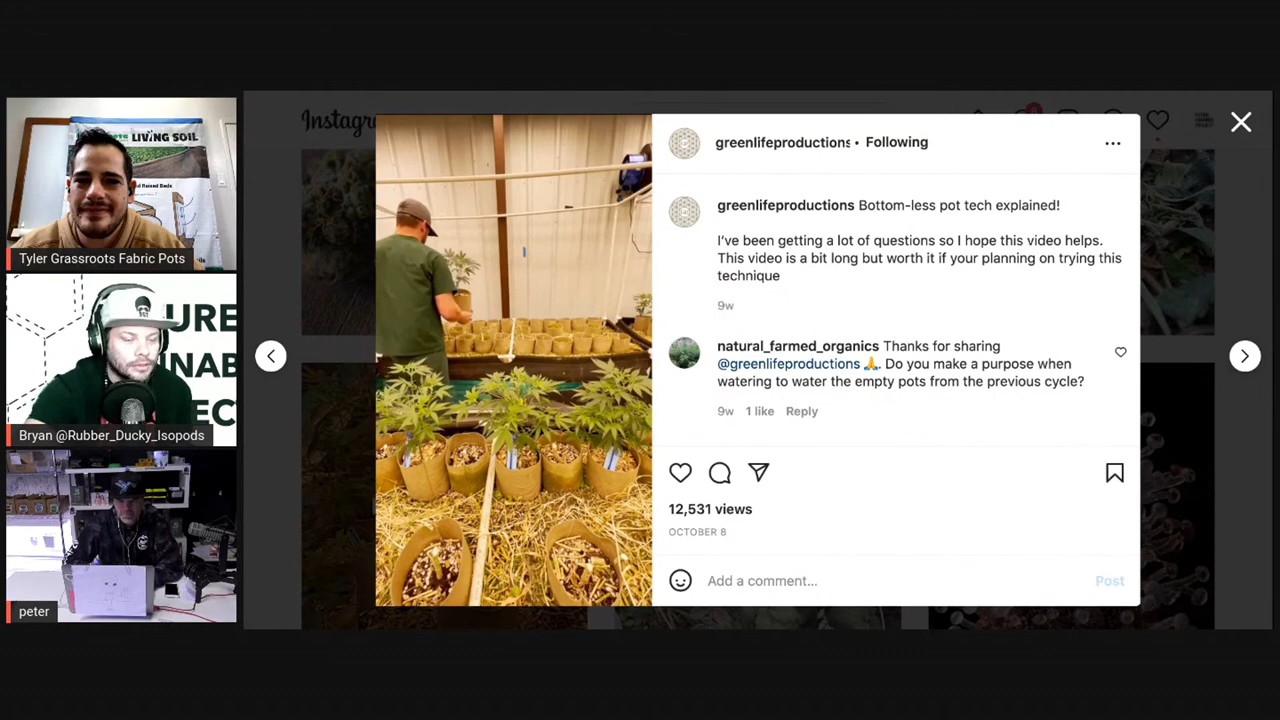 LIVING SOIL
Raised Beds
Tyler Grassroots Fabric Pots
Bryan @Rubber_Ducky_Isopods
peter
Instagra
greenlifeproductions • Following
greenlifeproductions Bottom-less pot tech explained!
I've been getting a lot of questions so I hope this video helps.
This video is a bit long but worth it if your planning on trying this
technique
9w
natural_farmed_organics Thanks for sharing
@greenlifeproductions 🙏. Do you make a purpose when
watering to water the empty pots from the previous cycle?
9w 1 like Reply
12,531 views
OCTOBER 8
Add a comment...
Post